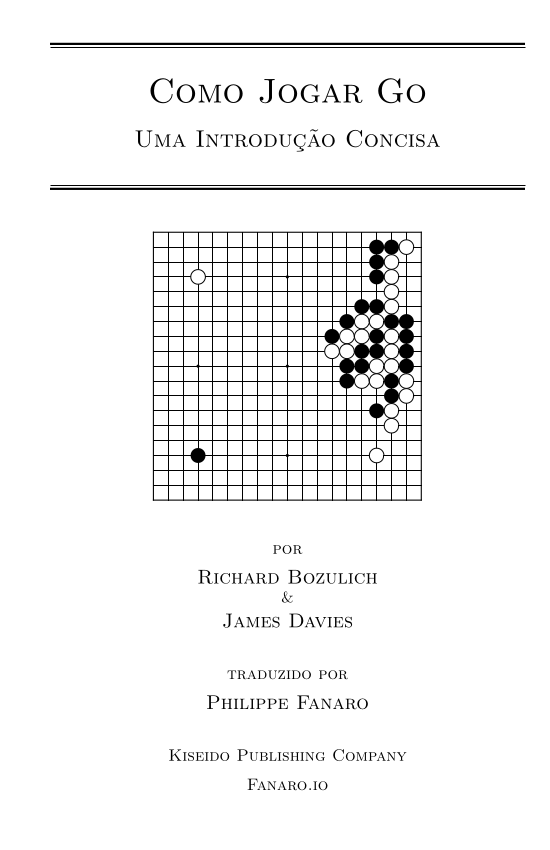 Como Jogar Go
Uma Introdução Concisa
por
Richard Bozulich
&
James Davies
traduzido por
Philippe Fanaro
Kiseido Publishing Company
Fanaro.io